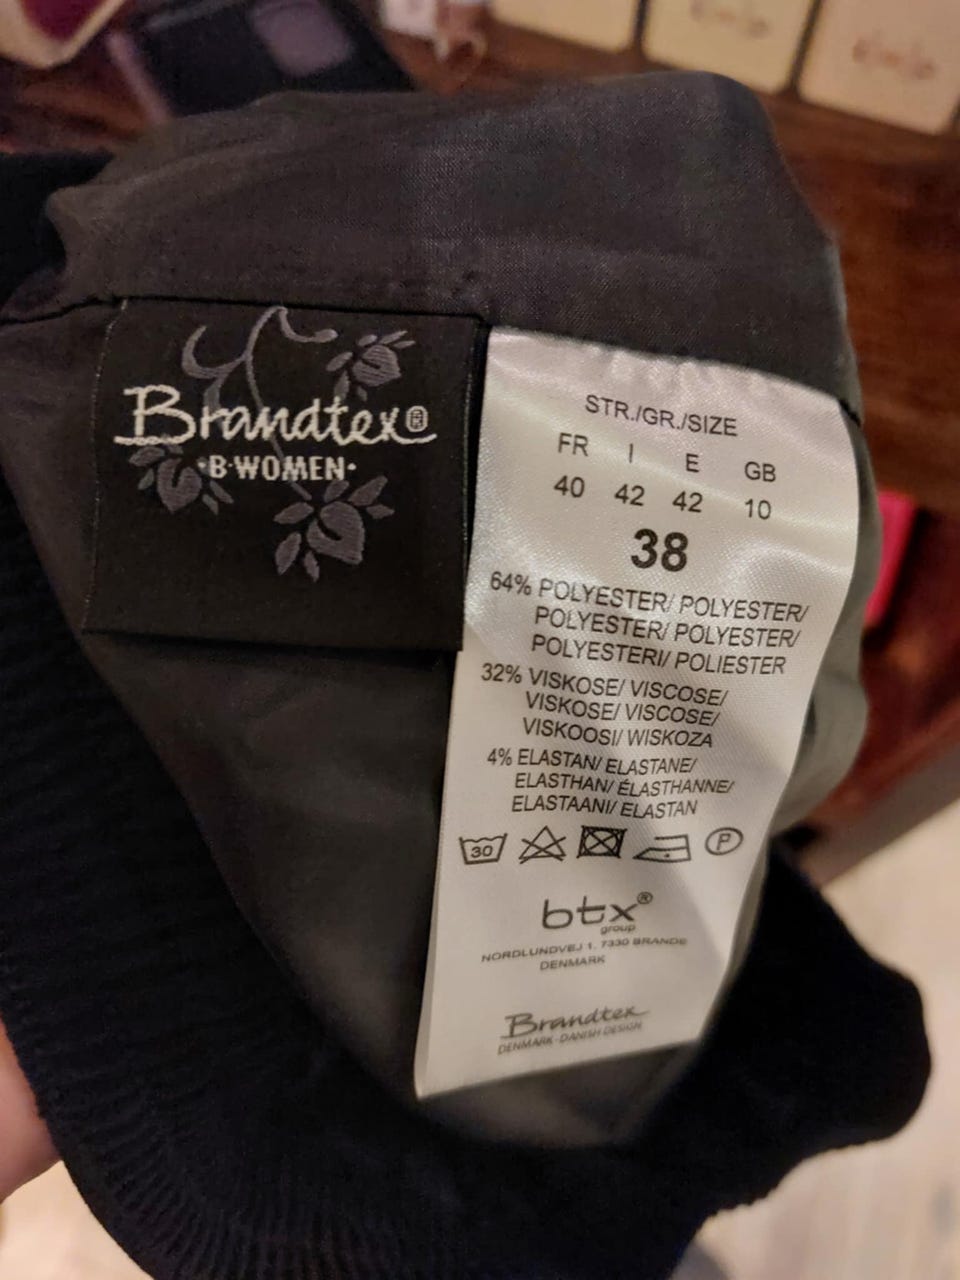 Brandtex®
·B·WOMEN·
STR./GR./SIZE
FR I E GB
40 42 42 10
38
64% POLYESTER/ POLYESTER/
POLYESTER/ POLYESTER/
POLYESTERI/ POLIESTER
32% VISKOSE/ VISCOSE/
VISKOSE/ VISCOSE/
VISKOOSI/ WISKOZA
4% ELASTAN/ ELASTANE/
ELASTHAN/ ÉLASTHANNE/
ELASTAANI/ ELASTAN
30 P
btx®
group
NORDLUNDVEJ 1. 7330 BRANDE
DENMARK
Brandtex
DENMARK - DANISH DESIGN